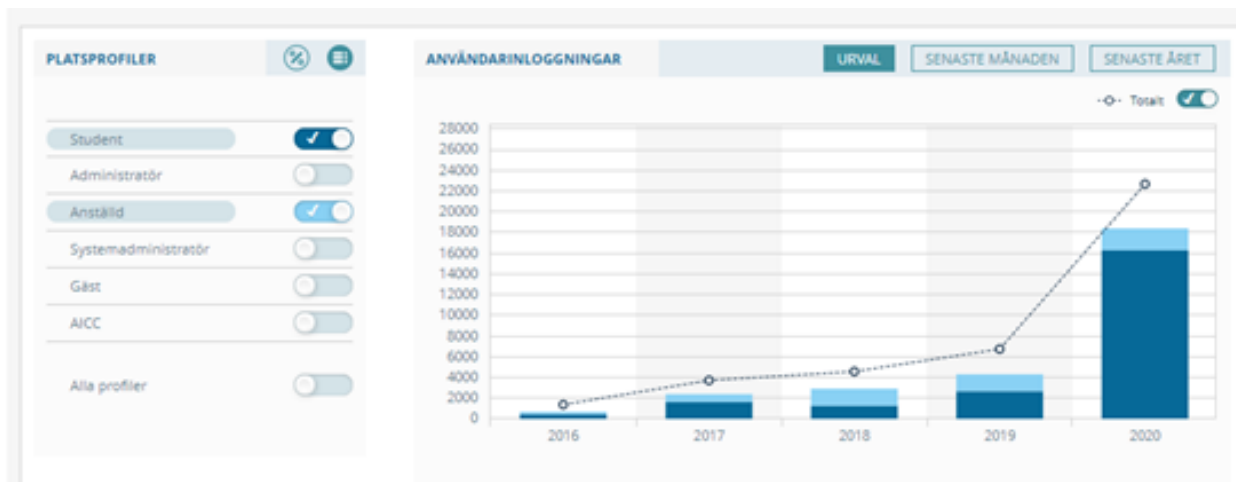 PLATSPROFILER
Student
Administratör
Anställd
Systemadministratör
Gäst
AICC
Alla profiler
ANVÄNDARINLOGGNINGAR
URVAL
SENASTE MÅNADEN
SENASTE ÅRET
Totalt
28000
26000
24000
22000
20000
18000
16000
14000
12000
10000
8000
6000
4000
2000
0
2016 2017 2018 2019 2020